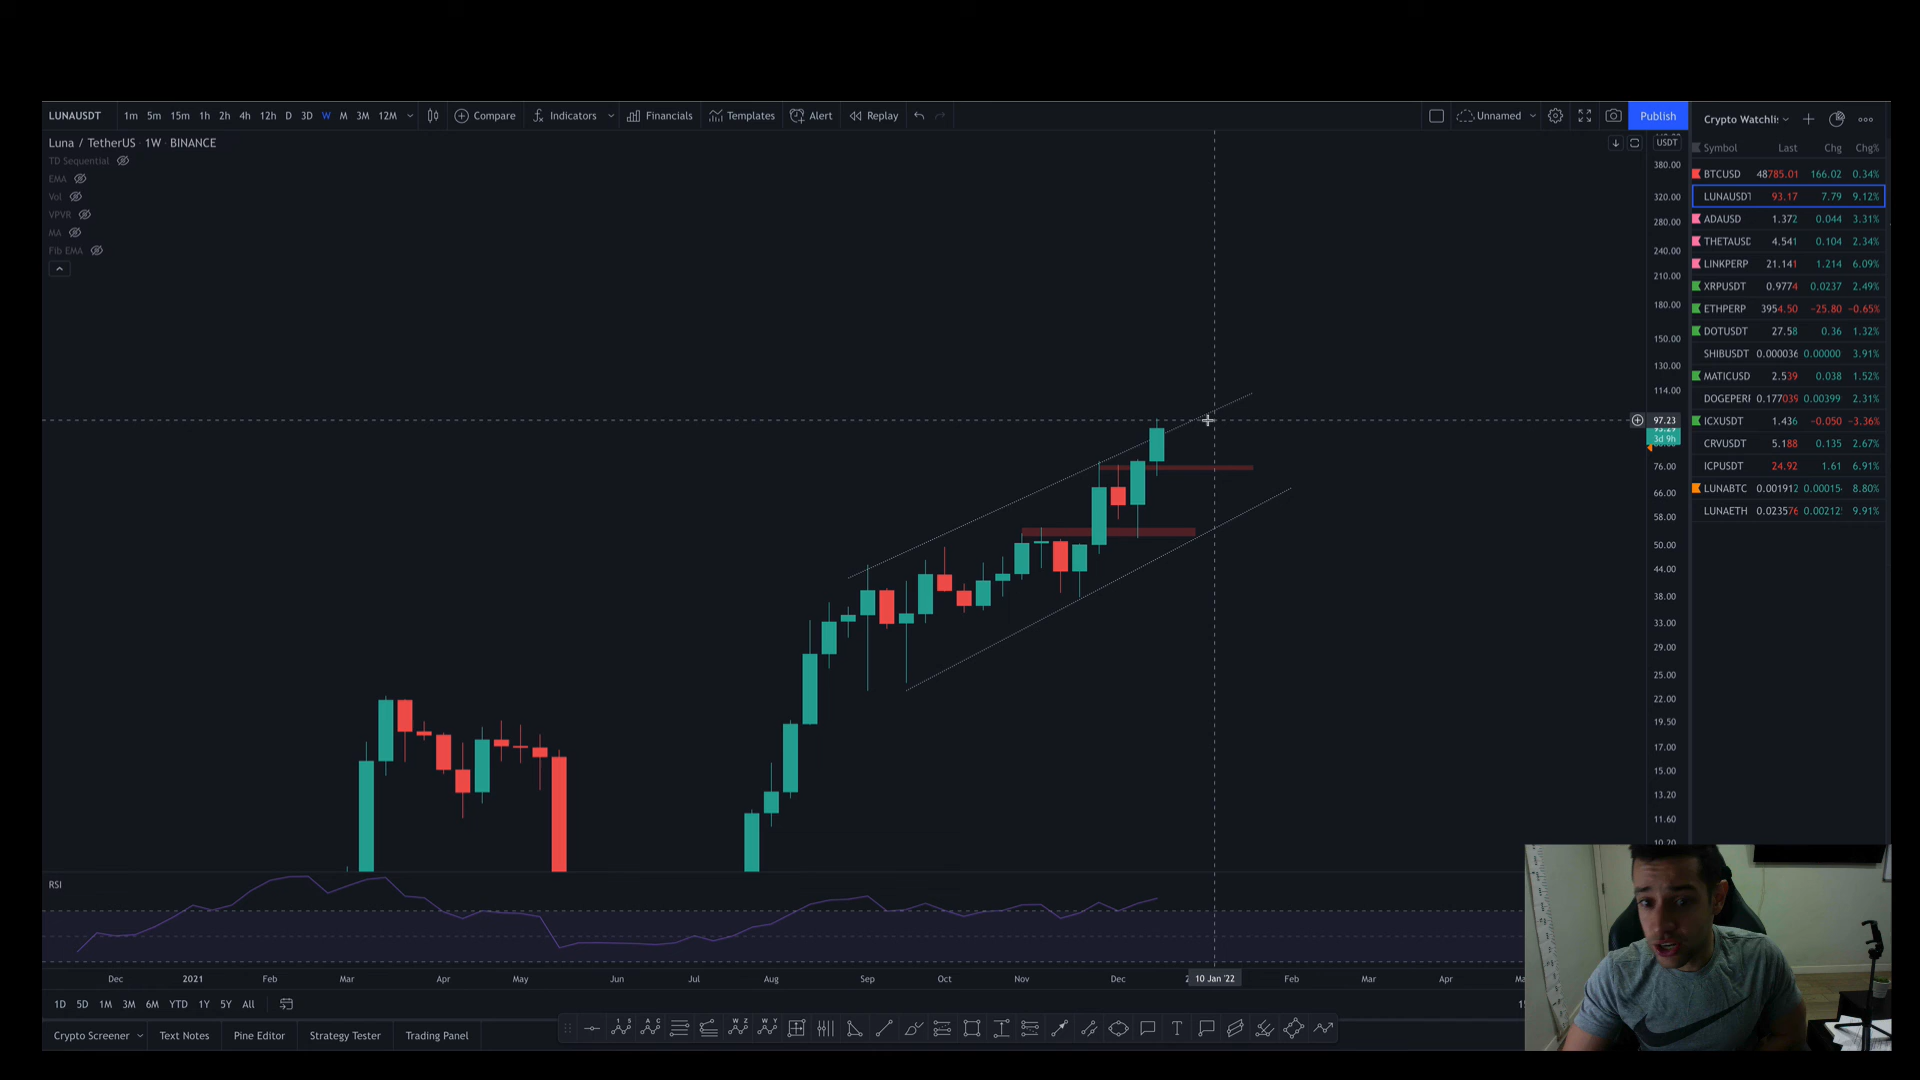 LUNAUSDT 1m 5m 15m 1h 2h 4h 12h D 3D W M 3M 12M Compare Indicators Financials Templates Alert Replay Unnamed Publish
Luna / TetherUS · 1W · BINANCE
TD Sequential
EMA
Vol
VPVR
MA
Fib EMA
USDT
380.00
320.00
280.00
240.00
210.00
180.00
150.00
130.00
114.00
97.23
3d 9h
76.00
66.00
58.00
50.00
44.00
38.00
33.00
29.00
25.00
22.00
19.50
17.00
15.00
13.20
11.60
Crypto Watchlis
Symbol Last Chg Chg%
BTCUSD 48785.01 166.02 0.34%
LUNAUSDT 93.17 7.79 9.12%
ADAUSD 1.372 0.044 3.31%
THETAUSD 4.541 0.104 2.34%
LINKPERP 21.141 1.214 6.09%
XRPUSDT 0.9774 0.0237 2.49%
ETHPERP 3954.50 −25.80 −0.65%
DOTUSDT 27.58 0.36 1.32%
SHIBUSDT 0.000036 0.00000 3.91%
MATICUSD 2.539 0.038 1.52%
DOGEPERF 0.177039 0.00399 2.31%
ICXUSDT 1.436 −0.050 −3.36%
CRVUSDT 5.188 0.135 2.67%
ICPUSDT 24.92 1.61 6.91%
LUNABTC 0.001912 0.00015 8.80%
LUNAETH 0.023576 0.00212 9.91%
RSI
Dec 2021 Feb Mar Apr May Jun Jul Aug Sep Oct Nov Dec 10 Jan '22 Feb Mar Apr
1D 5D 1M 3M 6M YTD 1Y 5Y All
Crypto Screener Text Notes Pine Editor Strategy Tester Trading Panel